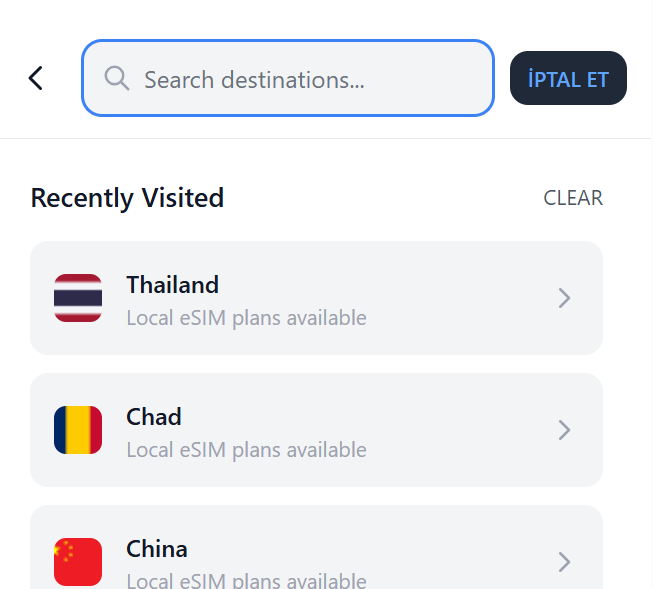 Search destinations...
İPTAL ET
Recently Visited
CLEAR
Thailand
Local eSIM plans available
Chad
Local eSIM plans available
China
Local eSIM plans available